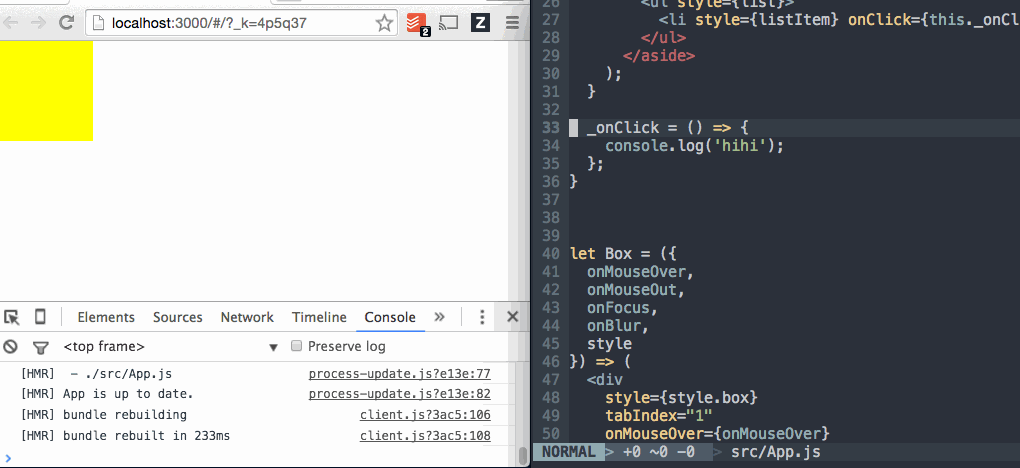 localhost:3000/#/?_k=4p5q37
2
Z
Elements Sources Network Timeline Console »
<top frame> ▼ Preserve log
[HMR]  - ./src/App.js process-update.js?e13e:77
[HMR] App is up to date. process-update.js?e13e:82
[HMR] bundle rebuilding client.js?3ac5:106
[HMR] bundle rebuilt in 233ms client.js?3ac5:108
>
26 <ul style={list}>
27 <li style={listItem} onClick={this._onCl
28 </ul>
29 </aside>
30 );
31 }
32
33 _onClick = () => {
34 console.log('hihi');
35 };
36 }
37
38
39
40 let Box = ({
41 onMouseOver,
42 onMouseOut,
43 onFocus,
44 onBlur,
45 style
46 }) => (
47 <div
48 style={style.box}
49 tabIndex="1"
50 onMouseOver={onMouseOver}
NORMAL > +0 ~0 -0 > src/App.js